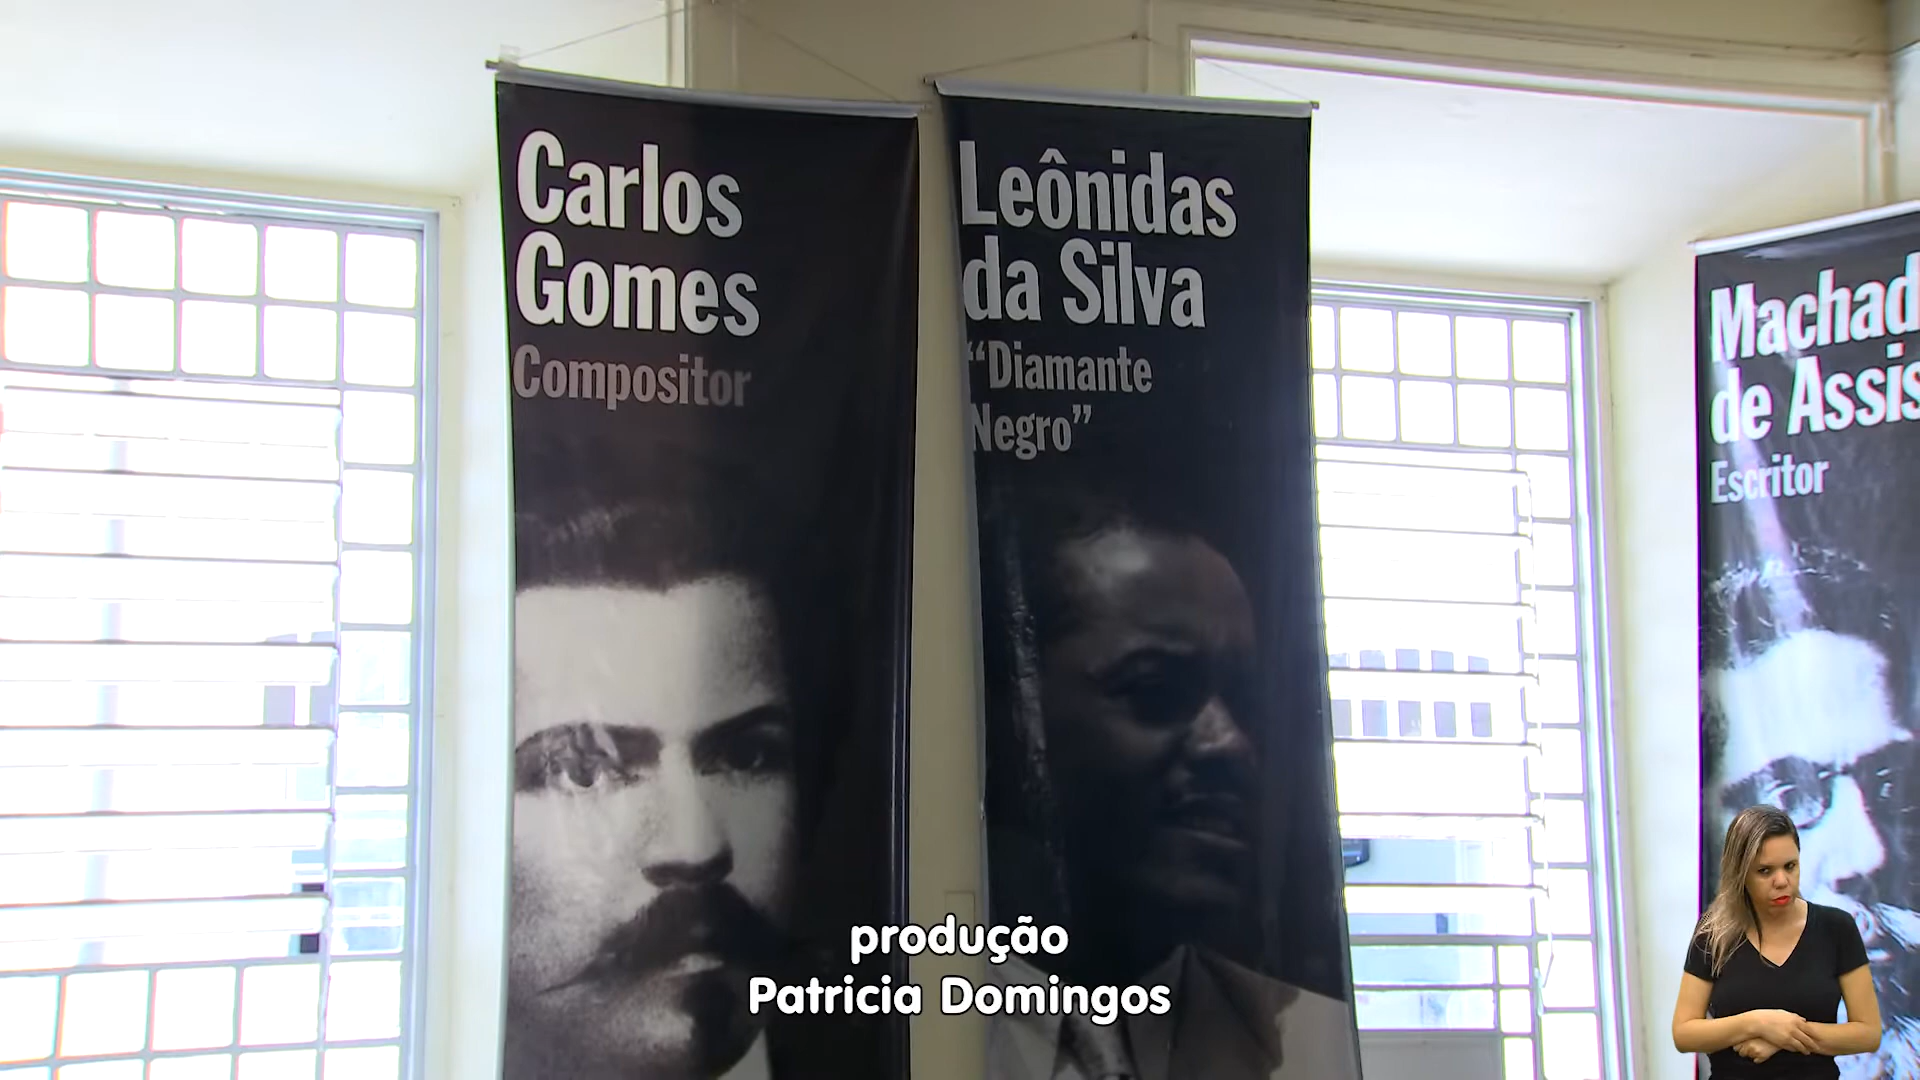 Carlos
Gomes
Compositor
Leônidas
da Silva
“Diamante
Negro”
Machad
de Assis
Escritor
produção
Patricia Domingos